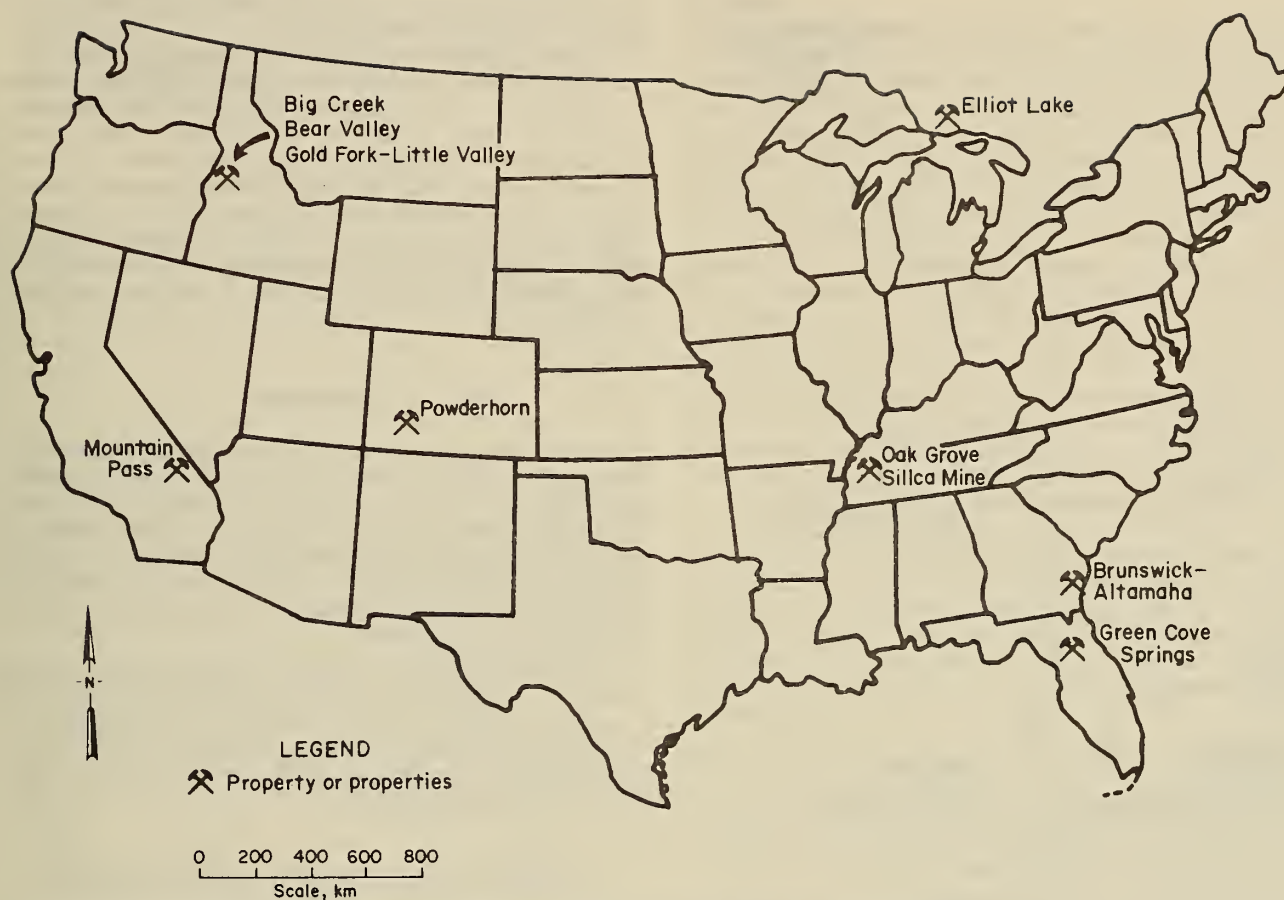 Big Creek
Bear Valley
Gold Fork-Little Valley
Elliot Lake
Powderhorn
Mountain
Pass
Oak Grove
Sillca Mine
Brunswick-
Altamaha
Green Cove
Springs
-N-
LEGEND
Property or properties
0 200 400 600 800
Scale, km